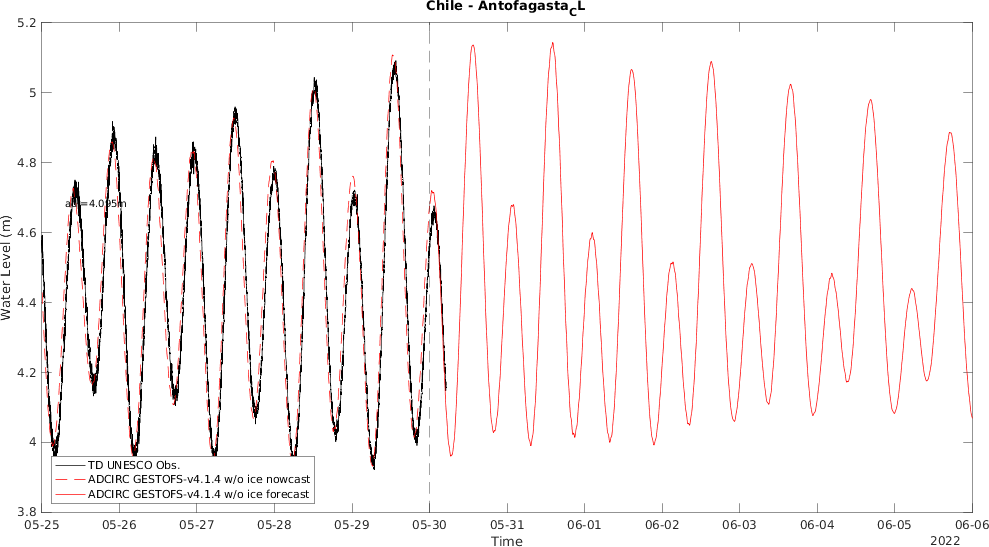 Chile - Antofagasta_CL
5.2
5
4.8
4.6
4.4
4.2
4
3.8
Water Level (m)
=4.095m
TD UNESCO Obs.
ADCIRC GESTOFS-v4.1.4 w/o ice nowcast
ADCIRC GESTOFS-v4.1.4 w/o ice forecast
05-25 05-26 05-27 05-28 05-29 05-30 05-31 06-01 06-02 06-03 06-04 06-05 06-06
Time
2022